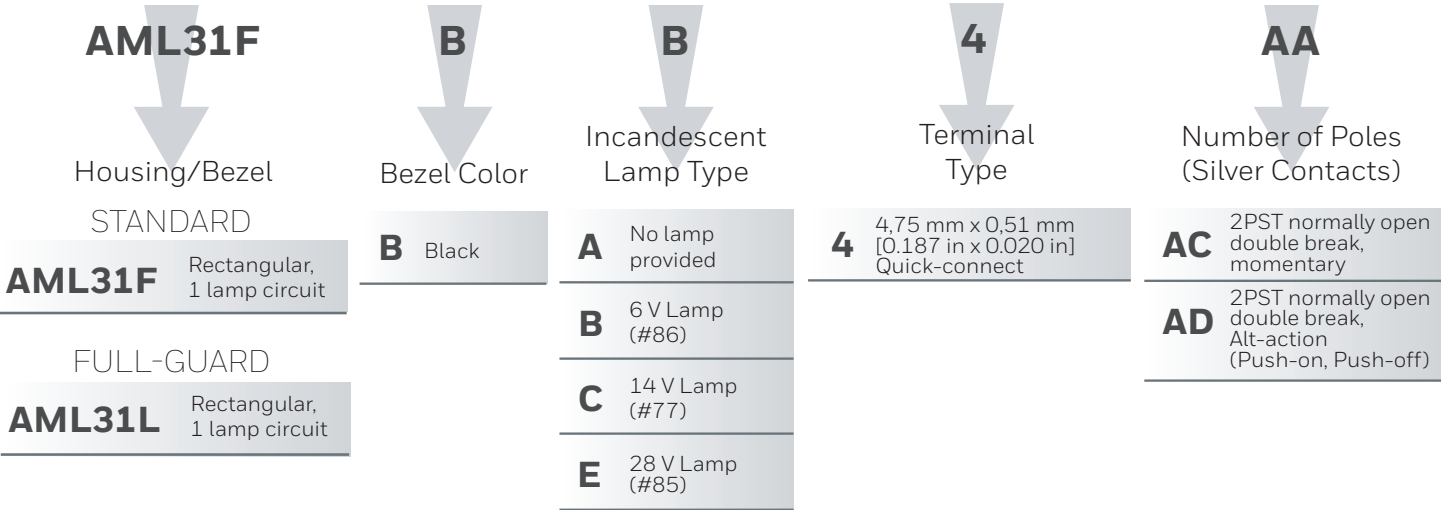 AML31F B B 4 AA
Housing/Bezel
STANDARD
AML31F Rectangular,
1 lamp circuit
FULL-GUARD
AML31L Rectangular,
1 lamp circuit
Bezel Color
B Black
Incandescent
Lamp Type
A No lamp
provided
B 6 V Lamp
(#86)
C 14 V Lamp
(#77)
E 28 V Lamp
(#85)
Terminal
Type
4 4,75 mm x 0,51 mm
[0.187 in x 0.020 in]
Quick-connect
Number of Poles
(Silver Contacts)
AC 2PST normally open
double break,
momentary
AD 2PST normally open
double break,
Alt-action
(Push-on, Push-off)